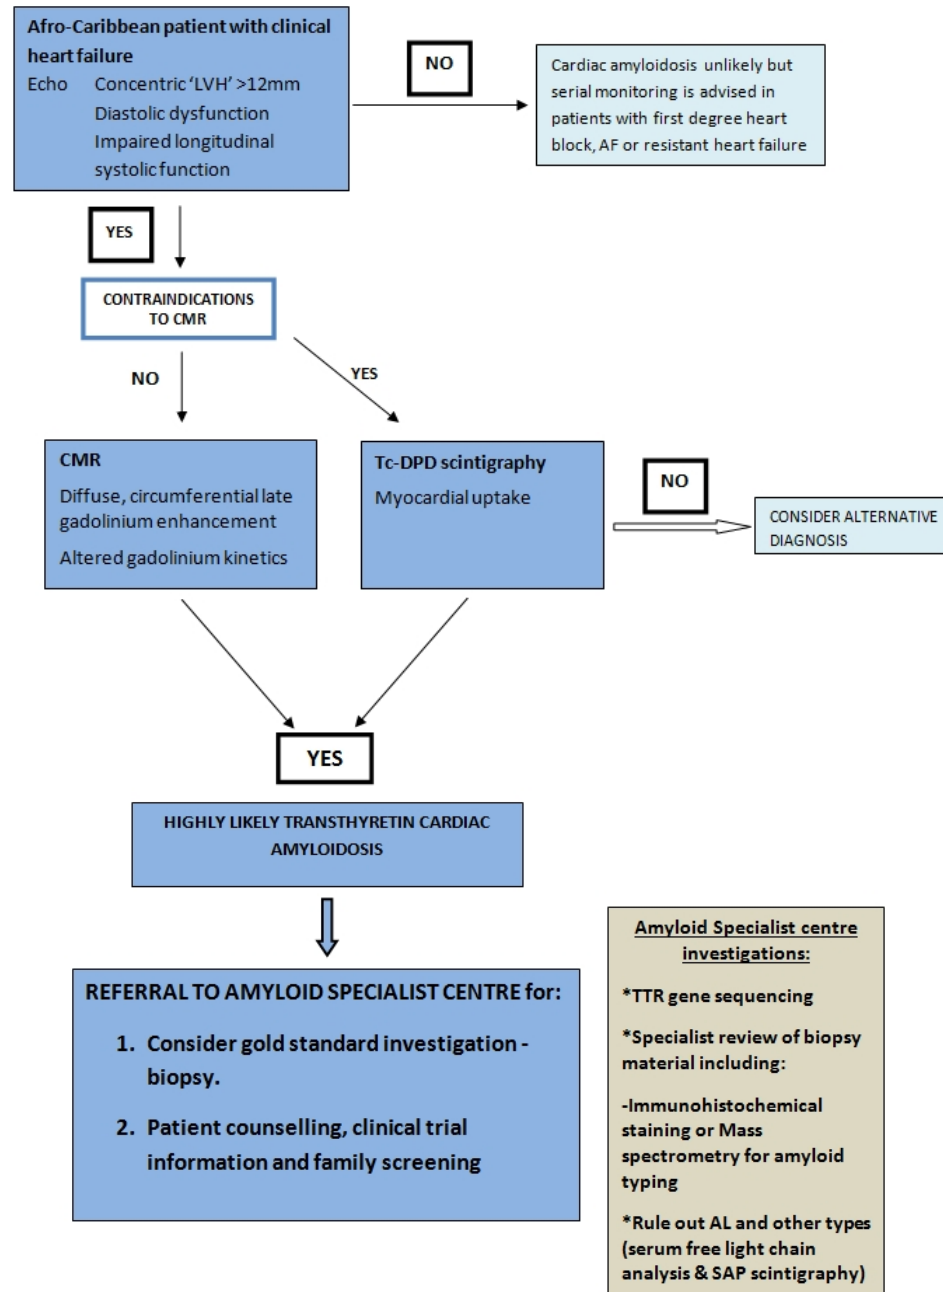 Afro-Caribbean patient with clinical
heart failure
Echo Concentric ‘LVH’ >12mm
Diastolic dysfunction
Impaired longitudinal
systolic function
NO
Cardiac amyloidosis unlikely but
serial monitoring is advised in
patients with first degree heart
block, AF or resistant heart failure
YES
CONTRAINDICATIONS
TO CMR
NO
YES
CMR
Diffuse, circumferential late
gadolinium enhancement
Altered gadolinium kinetics
Tc-DPD scintigraphy
Myocardial uptake
NO
CONSIDER ALTERNATIVE
DIAGNOSIS
YES
HIGHLY LIKELY TRANSTHYRETIN CARDIAC
AMYLOIDOSIS
REFERRAL TO AMYLOID SPECIALIST CENTRE for:
1. Consider gold standard investigation -
biopsy.
2. Patient counselling, clinical trial
information and family screening
Amyloid Specialist centre
investigations:
*TTR gene sequencing
*Specialist review of biopsy
material including:
-Immunohistochemical
staining or Mass
spectrometry for amyloid
typing
*Rule out AL and other types
(serum free light chain
analysis & SAP scintigraphy)